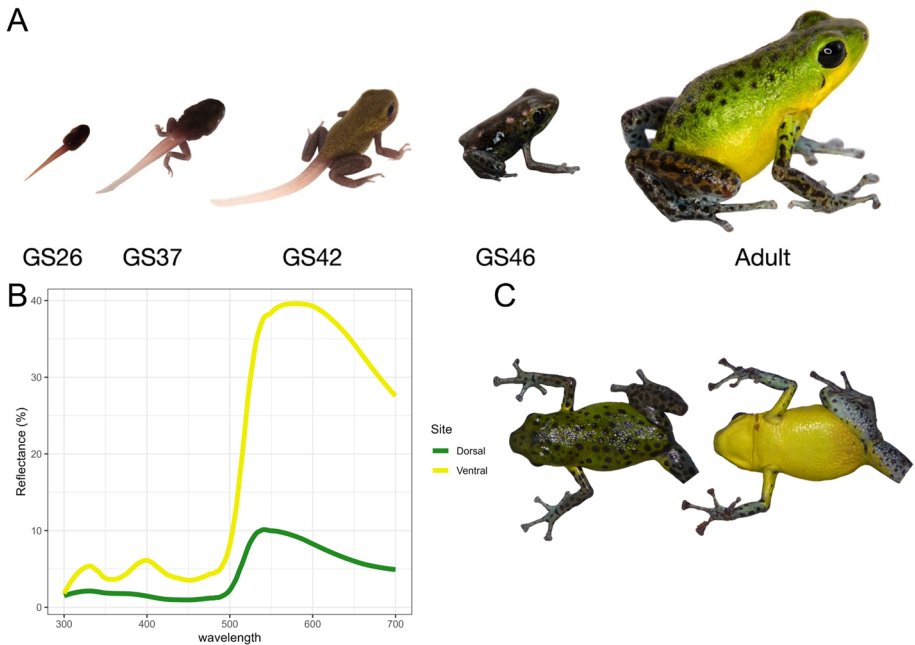 A
GS26 GS37 GS42 GS46 Adult
B
C
40
30
20
10
0
Reflectance (%)
300 400 500 600 700
wavelength
Site
Dorsal
Ventral